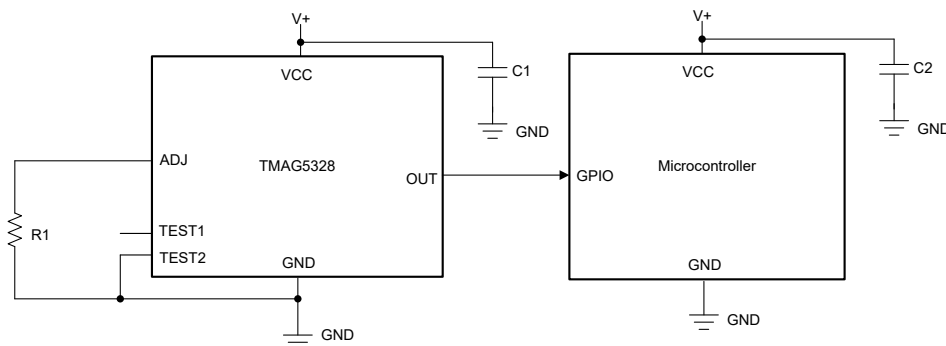 V+
V+
VCC
C1
VCC
C2
GND
GND
ADJ
TMAG5328
Microcontroller
OUT
GPIO
R1
TEST1
TEST2
GND
GND
GND
GND